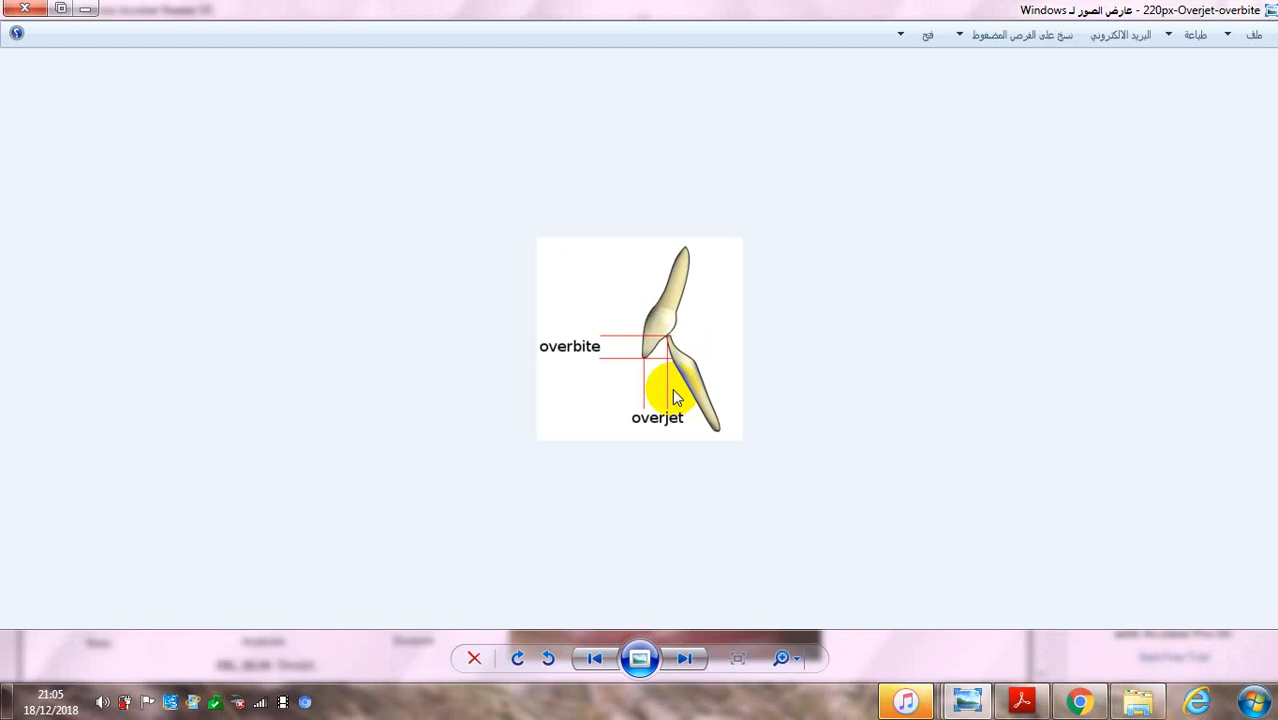 220px-Overjet-overbite - عارض الصور لـ Windows
ملف
طباعة
البريد الالكتروني
نسخ على القرص المضغوط
فتح
overbite
overjet
21:05
18/12/2018